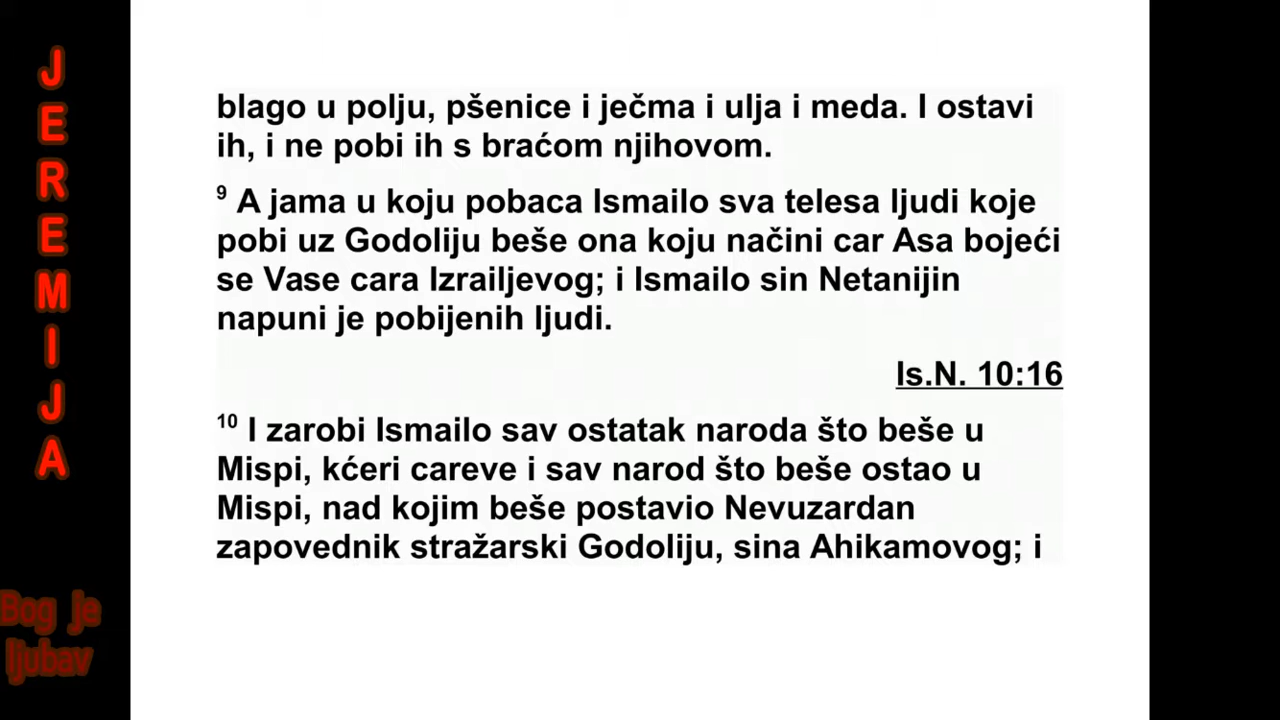 JEREMIJA
Bog je
ljubav
blago u polju, pšenice i ječma i ulja i meda. I ostavi
ih, i ne pobi ih s braćom njihovom.
9 A jama u koju pobaca Ismailo sva telesa ljudi koje
pobi uz Godoliju beše ona koju načini car Asa bojeći
se Vase cara Izrailjevog; i Ismailo sin Netanijin
napuni je pobijenih ljudi.
Is.N. 10:16
10 I zarobi Ismailo sav ostatak naroda što beše u
Mispi, kćeri careve i sav narod što beše ostao u
Mispi, nad kojim beše postavio Nevuzardan
zapovednik stražarski Godoliju, sina Ahikamovog; i